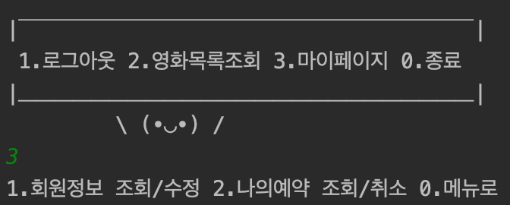 1.로그아웃 2.영화목록조회 3.마이페이지 0.종료
\ (•◡•) /
3
1.회원정보 조회/수정 2.나의예약 조회/취소 0.메뉴로